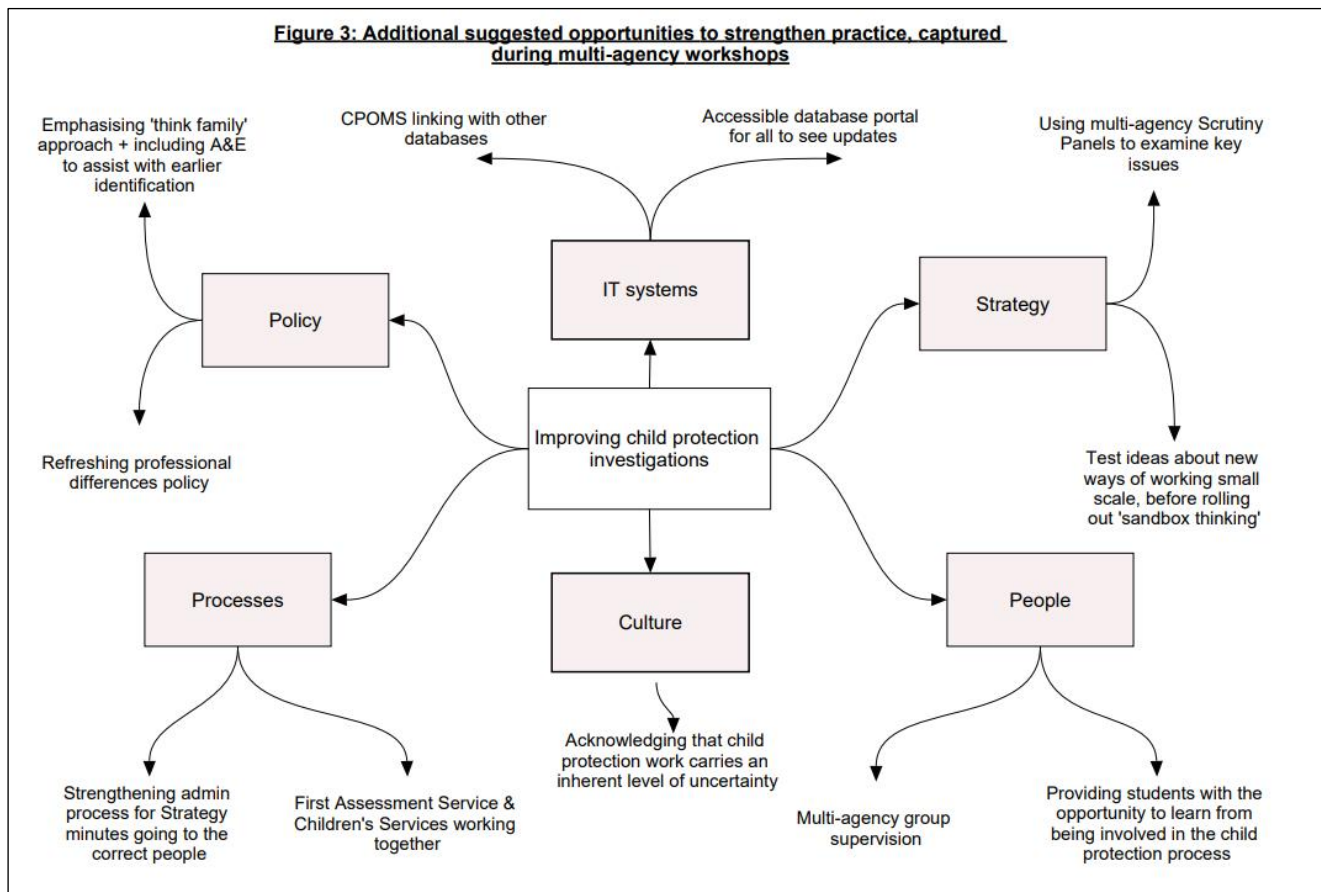 Figure 3: Additional suggested opportunities to strengthen practice, captured
during multi-agency workshops
Emphasising 'think family'
approach + including A&E
to assist with earlier
identification
CPOMS linking with other
databases
Accessible database portal
for all to see updates
Using multi-agency Scrutiny
Panels to examine key
issues
IT systems
Policy
Strategy
Improving child protection
investigations
Refreshing professional
differences policy
Test ideas about new
ways of working small
scale, before rolling
out 'sandbox thinking'
Processes
Culture
People
Acknowledging that child
protection work carries an
inherent level of uncertainty
Strengthening admin
process for Strategy
minutes going to the
correct people
First Assessment Service &
Children's Services working
together
Multi-agency group
supervision
Providing students with the
opportunity to learn from
being involved in the child
protection process